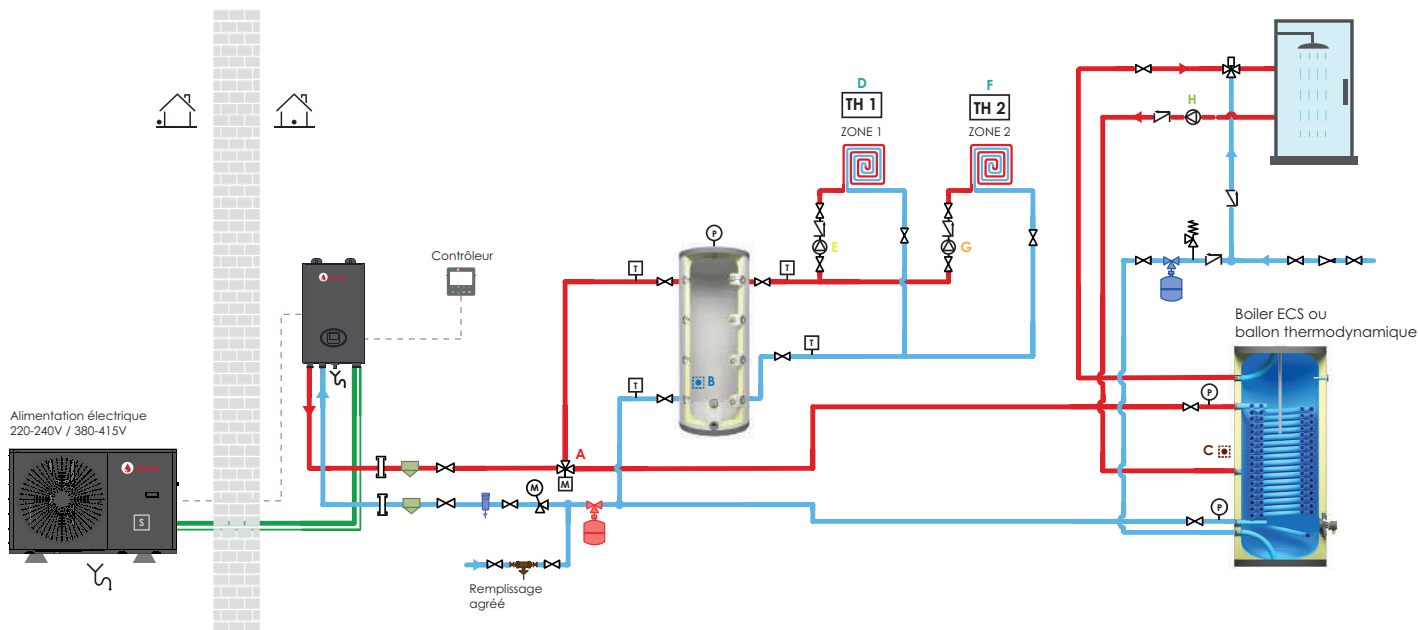 D
F
TH 1
TH 2
H
ZONE 1
ZONE 2
P
E
G
Contrôleur
T
T
Boiler ECS ou
ballon thermodynamique
T
B
T
P
Alimentation électrique
220-240V / 380-415V
A
C
M
M
P
S
Remplissage
agréé